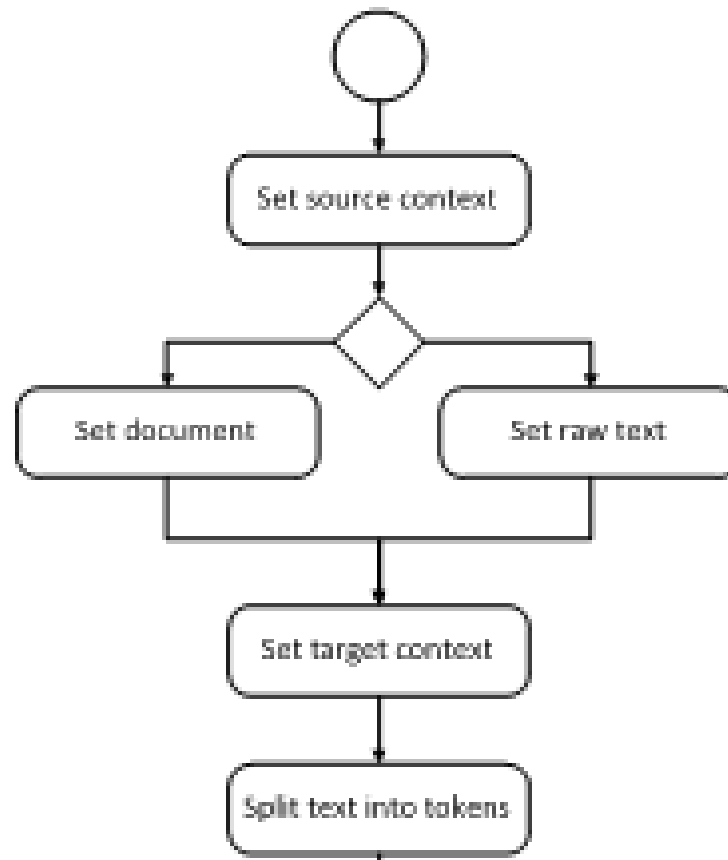 Set source context
Set document
Set raw text
Set target context
Split text into tokens